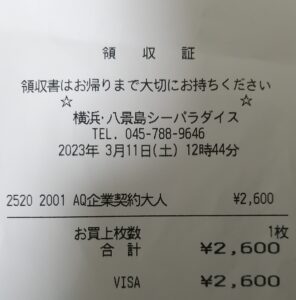 領 収 証
領収書はお帰りまで大切にお持ちください
☆ ☆
横浜・八景島シーパラダイス
TEL. 045-788-9646
2023年 3月11日(土) 12時44分
2520 2001 AQ企業契約大人 ¥2,600
お買上枚数 1枚
合 計 ¥2,600
VISA ¥2,600